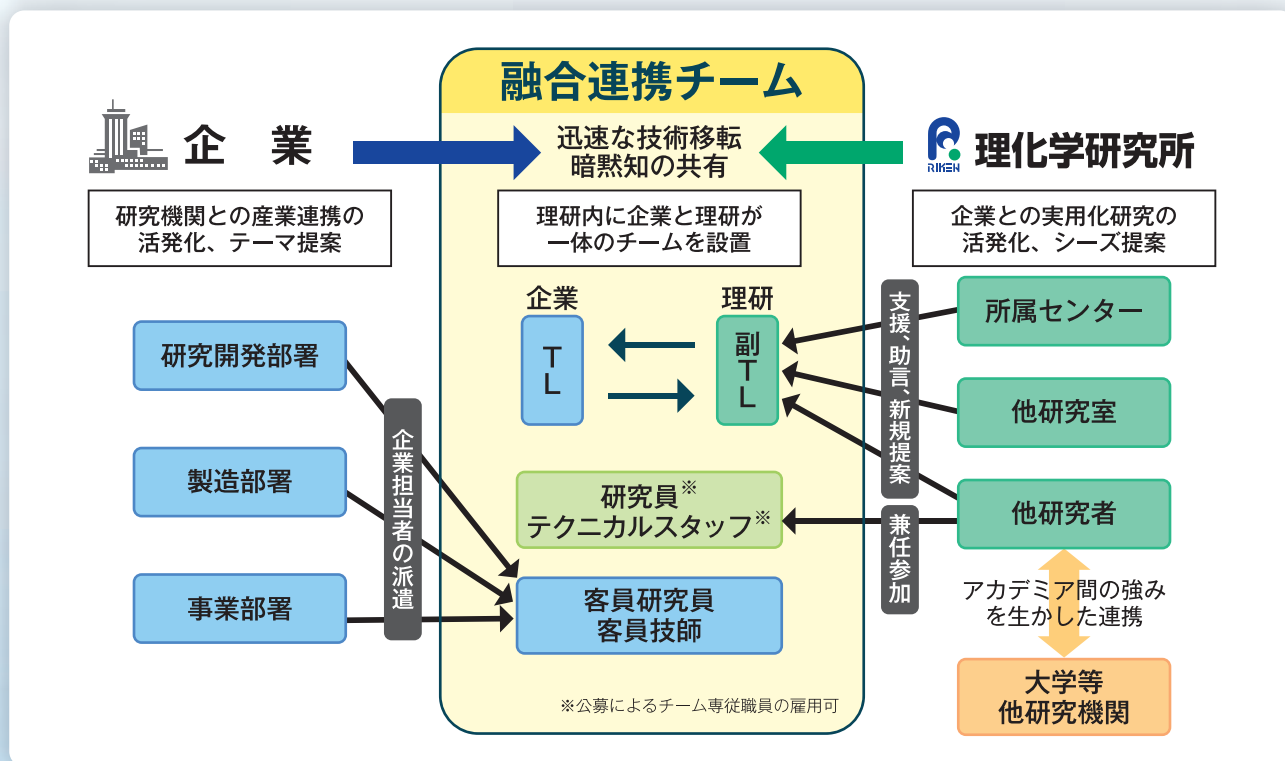 融合連携チーム
企業
迅速な技術移転
暗黙知の共有
RIKEN
理化学研究所
研究機関との産業連携の
活発化、テーマ提案
理研内に企業と理研が
一体のチームを設置
企業との実用化研究の
活発化、シーズ提案
企業
理研
TL
副TL
研究開発部署
製造部署
事業部署
企業担当者の派遣
研究員※
テクニカルスタッフ※
客員研究員
客員技師
※公募によるチーム専従職員の雇用可
支援、助言、新規提案
兼任参加
所属センター
他研究室
他研究者
アカデミア間の強み
を生かした連携
大学等
他研究機関